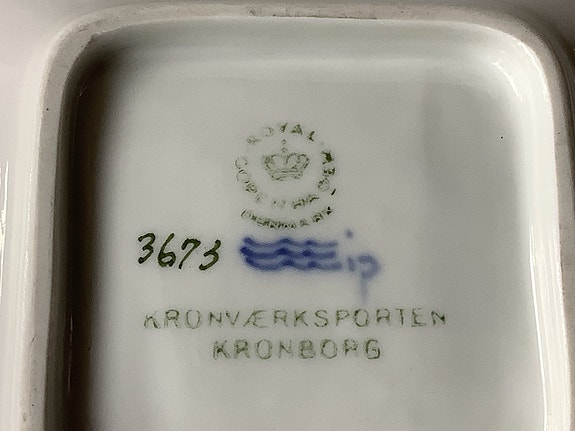 ROYAL
COPENHAGEN
DENMARK
3673
KRONVÆRKSPORTEN
KRONBORG